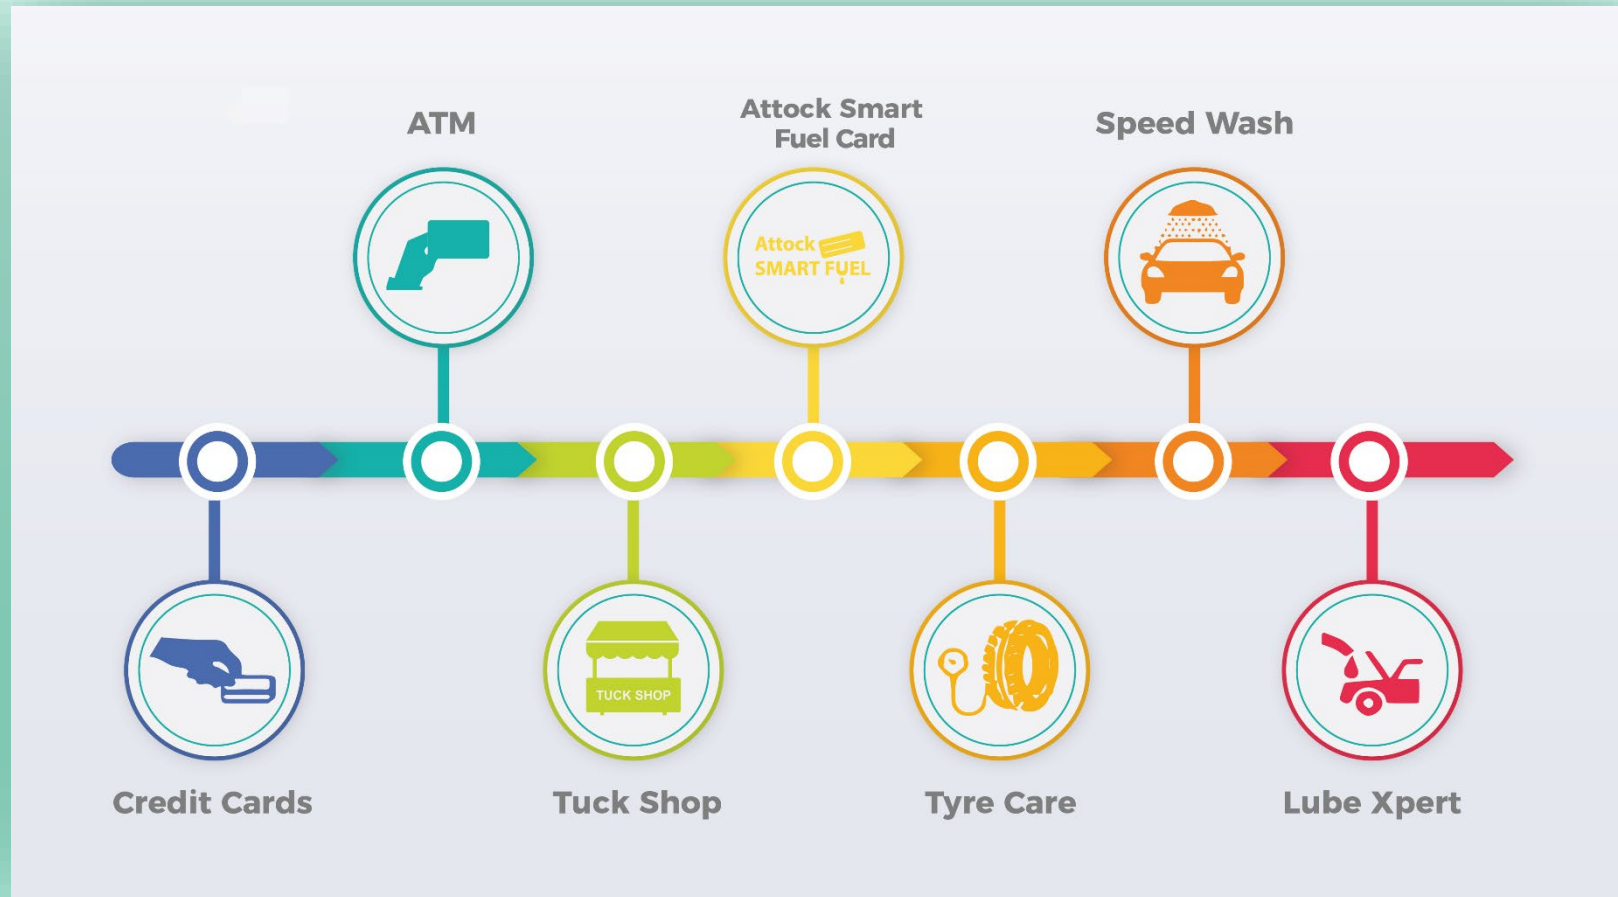 ATM
Attock Smart
Fuel Card
Speed Wash
Attock
SMART FUEL
TUCK SHOP
Credit Cards
Tuck Shop
Tyre Care
Lube Xpert